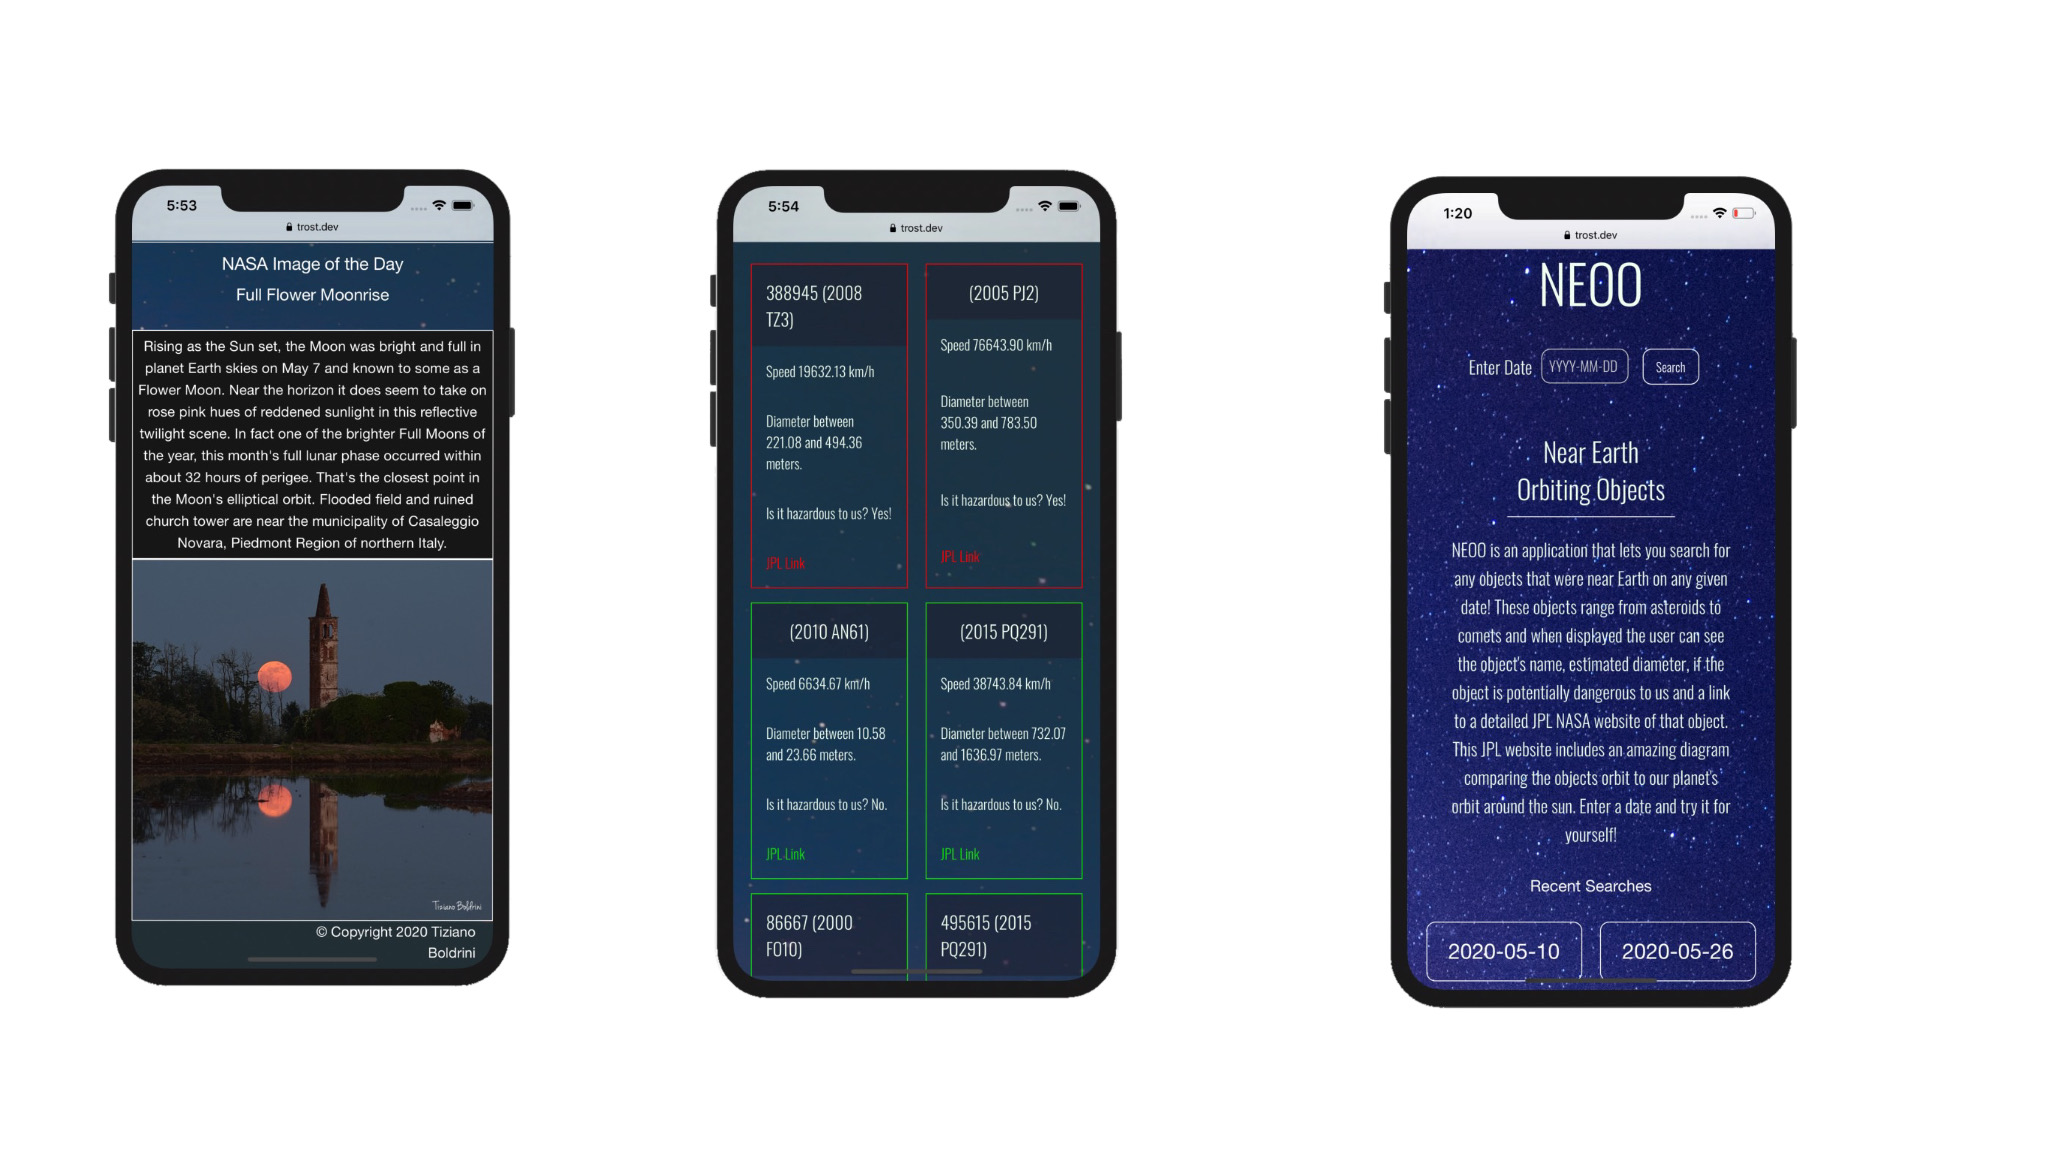 5:53
trost.dev
NASA Image of the Day
Full Flower Moonrise
Rising as the Sun set, the Moon was bright and full in
planet Earth skies on May 7 and known to some as a
Flower Moon. Near the horizon it does seem to take on
rose pink hues of reddened sunlight in this reflective
twilight scene. In fact one of the brighter Full Moons of
the year, this month's full lunar phase occurred within
about 32 hours of perigee. That's the closest point in
the Moon's elliptical orbit. Flooded field and ruined
church tower are near the municipality of Casaleggio
Novara, Piedmont Region of northern Italy.
Tiziano Boldrini
© Copyright 2020 Tiziano
Boldrini
5:54
trost.dev
388945 (2008
TZ3)
Speed 19632.13 km/h
Diameter between
221.08 and 494.36
meters.
Is it hazardous to us? Yes!
JPL Link
(2005 PJ2)
Speed 76643.90 km/h
Diameter between
350.39 and 783.50
meters.
Is it hazardous to us? Yes!
JPL Link
(2010 AN61)
Speed 6634.67 km/h
Diameter between 10.58
and 23.66 meters.
Is it hazardous to us? No.
JPL Link
(2015 PQ291)
Speed 38743.84 km/h
Diameter between 732.07
and 1636.97 meters.
Is it hazardous to us? No.
JPL Link
86667 (2000
FO10)
495615 (2015
PQ291)
1:20
trost.dev
NEOO
Enter Date YYYY-MM-DD Search
Near Earth
Orbiting Objects
NEOO is an application that lets you search for
any objects that were near Earth on any given
date! These objects range from asteroids to
comets and when displayed the user can see
the object's name, estimated diameter, if the
object is potentially dangerous to us and a link
to a detailed JPL NASA website of that object.
This JPL website includes an amazing diagram
comparing the objects orbit to our planet's
orbit around the sun. Enter a date and try it for
yourself!
Recent Searches
2020-05-10 2020-05-26